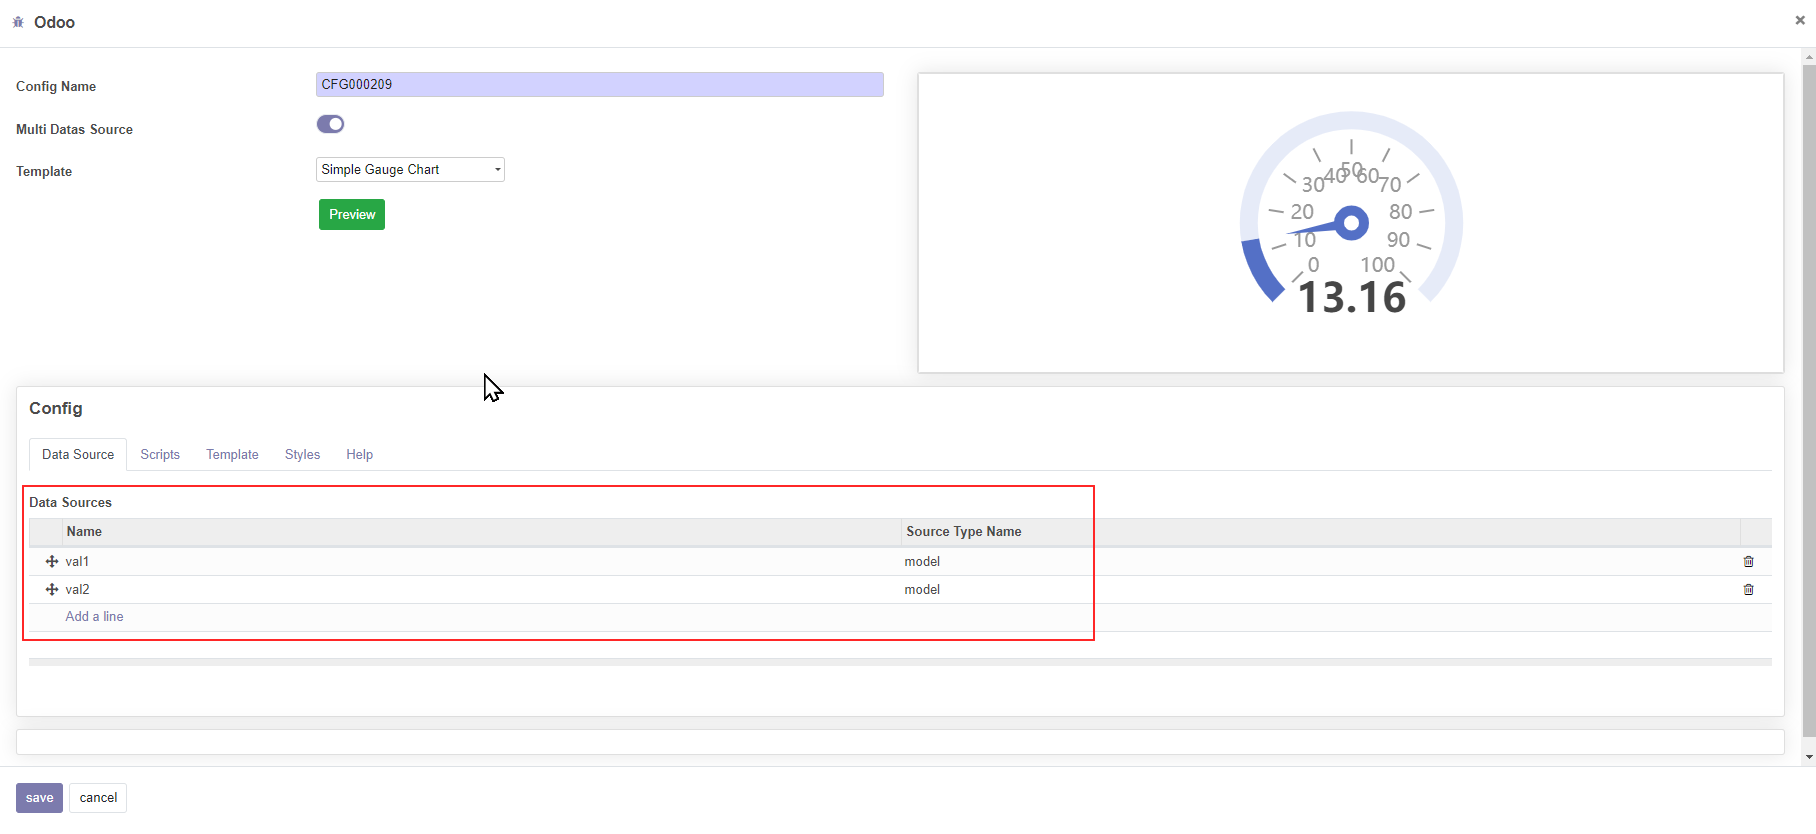 Odoo
Config Name
CFG000209
Multi Datas Source
Template
Simple Gauge Chart
Preview
0
10
20
30
40
50
60
70
80
90
100
13.16
Config
Data Source Scripts Template Styles Help
Data Sources
Name Source Type Name
val1 model
val2 model
Add a line
save cancel